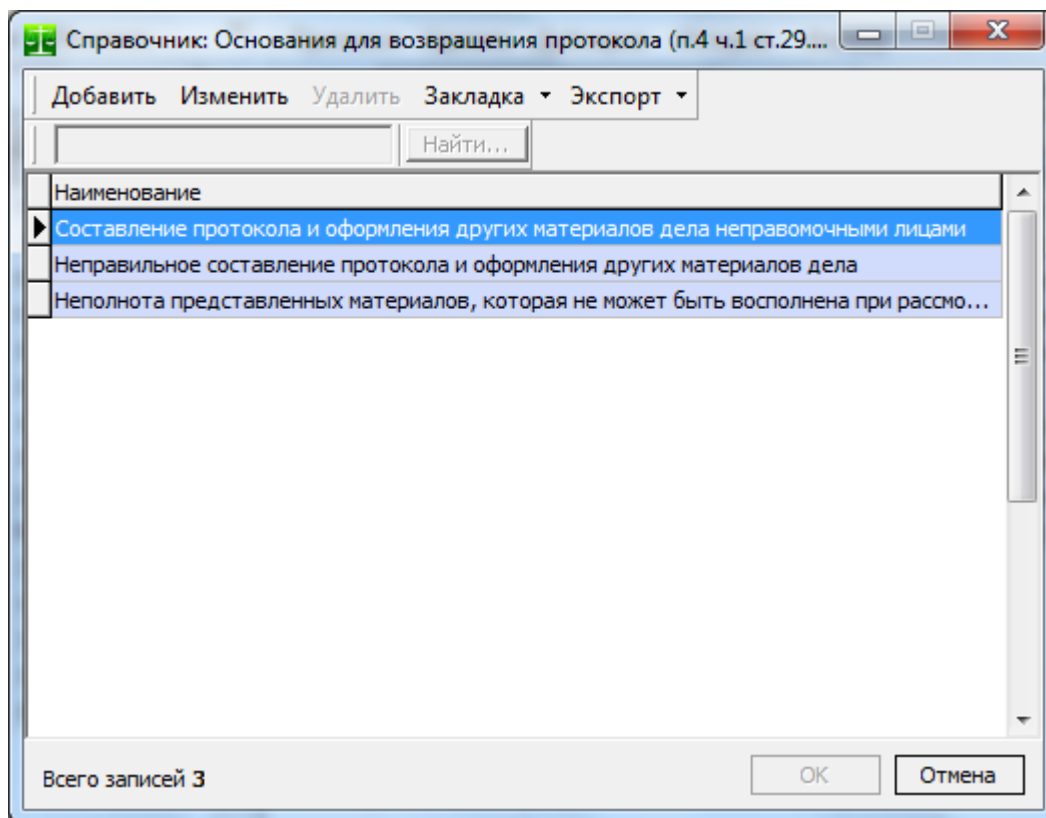 Справочник: Основания для возвращения протокола (п.4 ч.1 ст.29....
Добавить Изменить Удалить Закладка Экспорт
Найти...
Наименование
Составление протокола и оформления других материалов дела неправомочными лицами
Неправильное составление протокола и оформления других материалов дела
Неполнота представленных материалов, которая не может быть восполнена при рассмо...
Всего записей 3
ОК Отмена